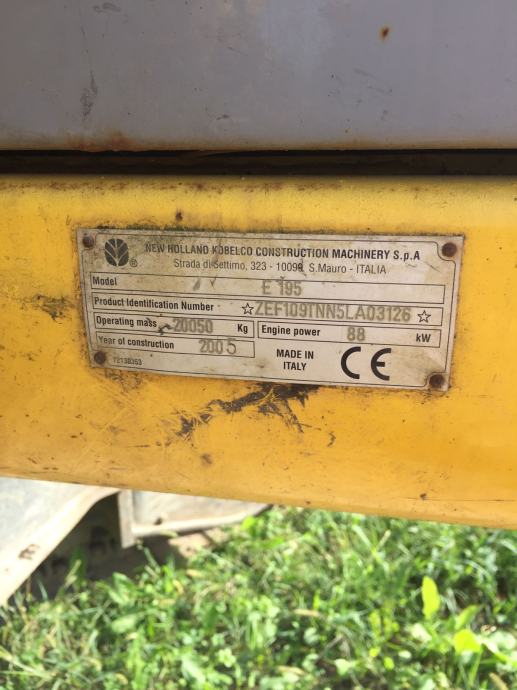 NEW HOLLAND KOBELCO CONSTRUCTION MACHINERY S.p.A
Strada di Settimo, 323 - 10099 S. Mauro - ITALIA
Model E 195
Product Identification Number ☆ZEF109TNN5LA03126☆
Operating mass 20050 Kg Engine power 88 kW
Year of construction 2005
MADE IN
ITALY
CE
72138353
®